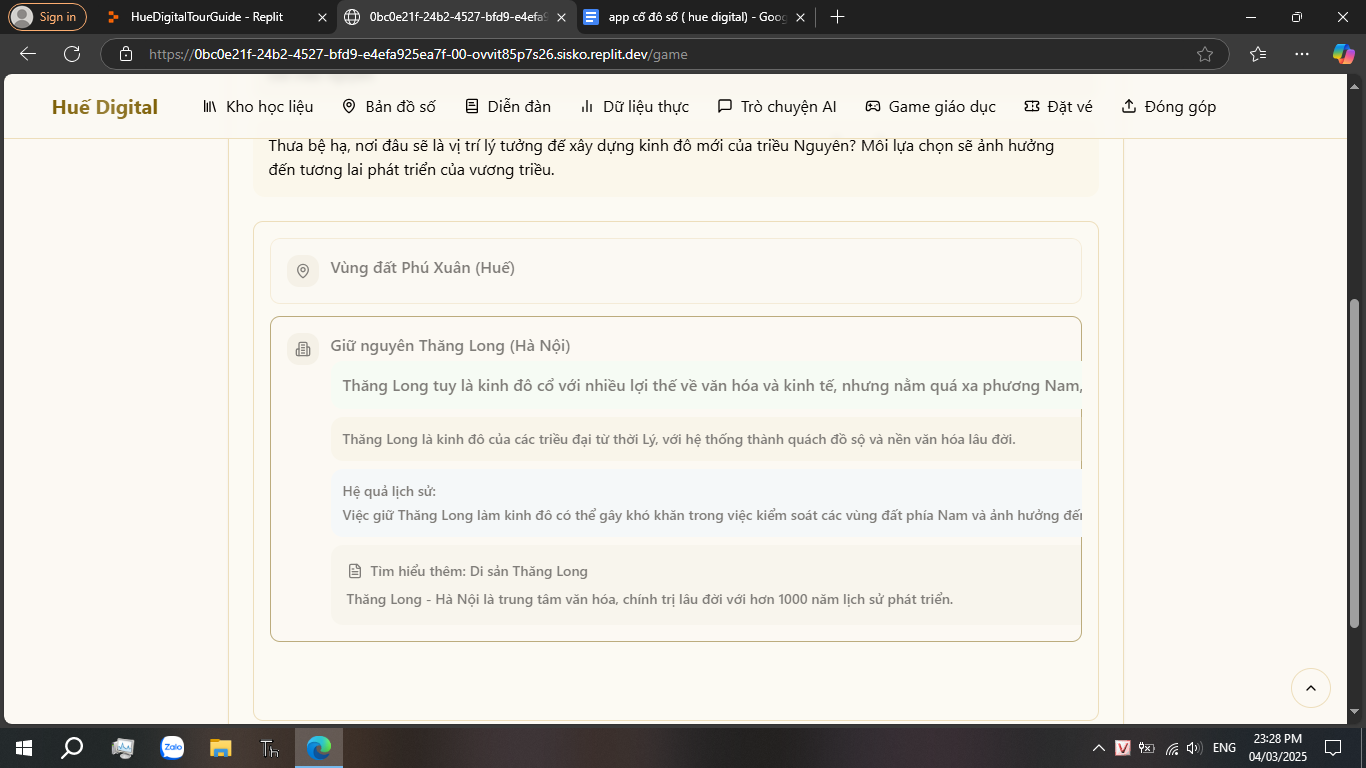 Sign in
HueDigitalTourGuide - Replit
0bc0e21f-24b2-4527-bfd9-e4efa9
app cố đô số ( hue digital) - Goog
https://0bc0e21f-24b2-4527-bfd9-e4efa925ea7f-00-ovvit85p7s26.sisko.replit.dev/game
Huế Digital
Kho học liệu
Bản đồ số
Diễn đàn
Dữ liệu thực
Trò chuyện AI
Game giáo dục
Đặt vé
Đóng góp
Thưa bệ hạ, nơi đâu sẽ là vị trí lý tưởng để xây dựng kinh đô mới của triều Nguyễn? Mỗi lựa chọn sẽ ảnh hưởng
đến tương lai phát triển của vương triều.
Vùng đất Phú Xuân (Huế)
Giữ nguyên Thăng Long (Hà Nội)
Thăng Long tuy là kinh đô cổ với nhiều lợi thế về văn hóa và kinh tế, nhưng nằm quá xa phương Nam,
Thăng Long là kinh đô của các triều đại từ thời Lý, với hệ thống thành quách đồ sộ và nền văn hóa lâu đời.
Hệ quả lịch sử:
Việc giữ Thăng Long làm kinh đô có thể gây khó khăn trong việc kiểm soát các vùng đất phía Nam và ảnh hưởng đến
Tìm hiểu thêm: Di sản Thăng Long
Thăng Long - Hà Nội là trung tâm văn hóa, chính trị lâu đời với hơn 1000 năm lịch sử phát triển.
Zalo
Th
V
ENG
23:28 PM
04/03/2025